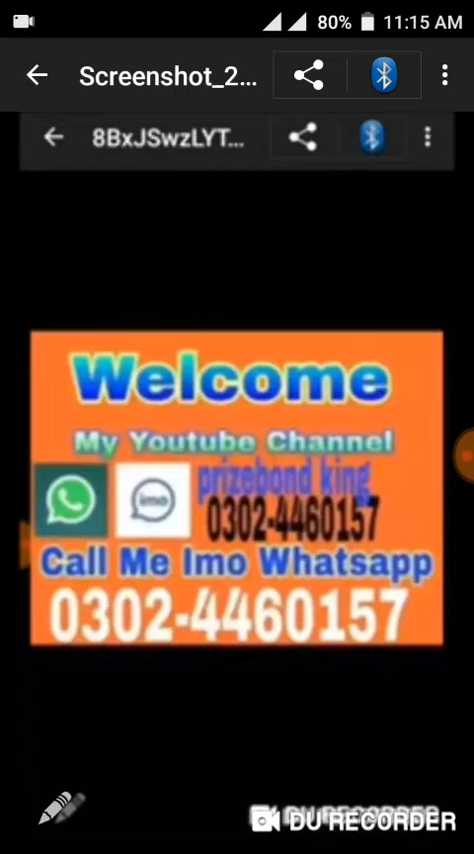 80% 11:15 AM
Screenshot_2...
8BxJSwzLYT...
Welcome
My Youtube Channel
imo
prizebond king
0302-4460157
Call Me Imo Whatsapp
0302-4460157
DU RECORDER